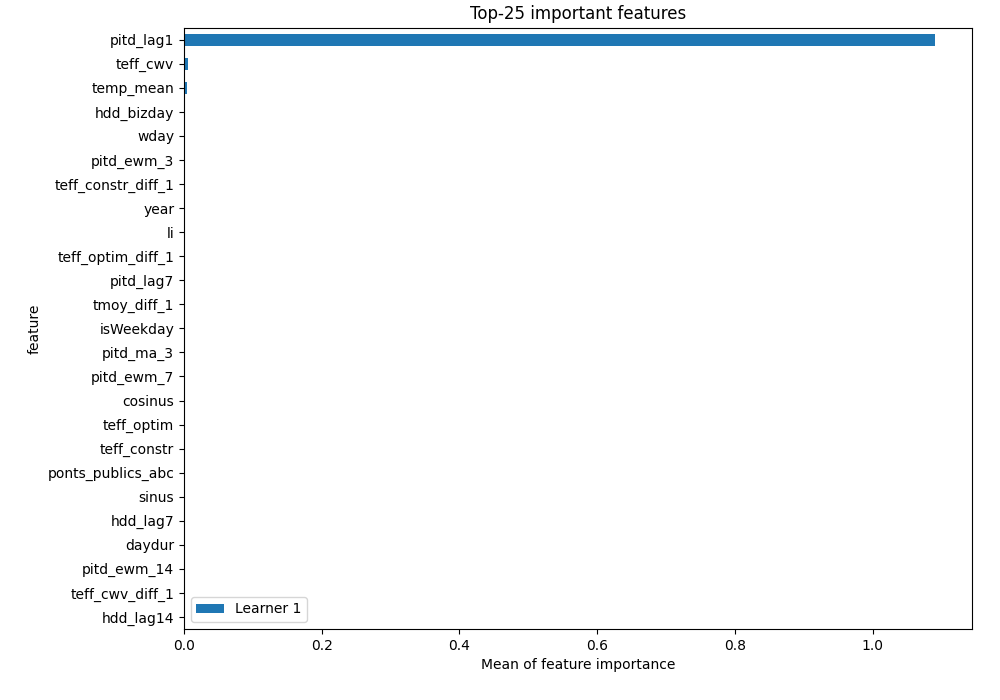 Top-25 important features
pitd_lag1
teff_cwv
temp_mean
hdd_bizday
wday
pitd_ewm_3
teff_constr_diff_1
year
li
teff_optim_diff_1
pitd_lag7
tmoy_diff_1
isWeekday
pitd_ma_3
pitd_ewm_7
cosinus
teff_optim
teff_constr
ponts_publics_abc
sinus
hdd_lag7
daydur
pitd_ewm_14
teff_cwv_diff_1
hdd_lag14
feature
Learner 1
0.0 0.2 0.4 0.6 0.8 1.0
Mean of feature importance